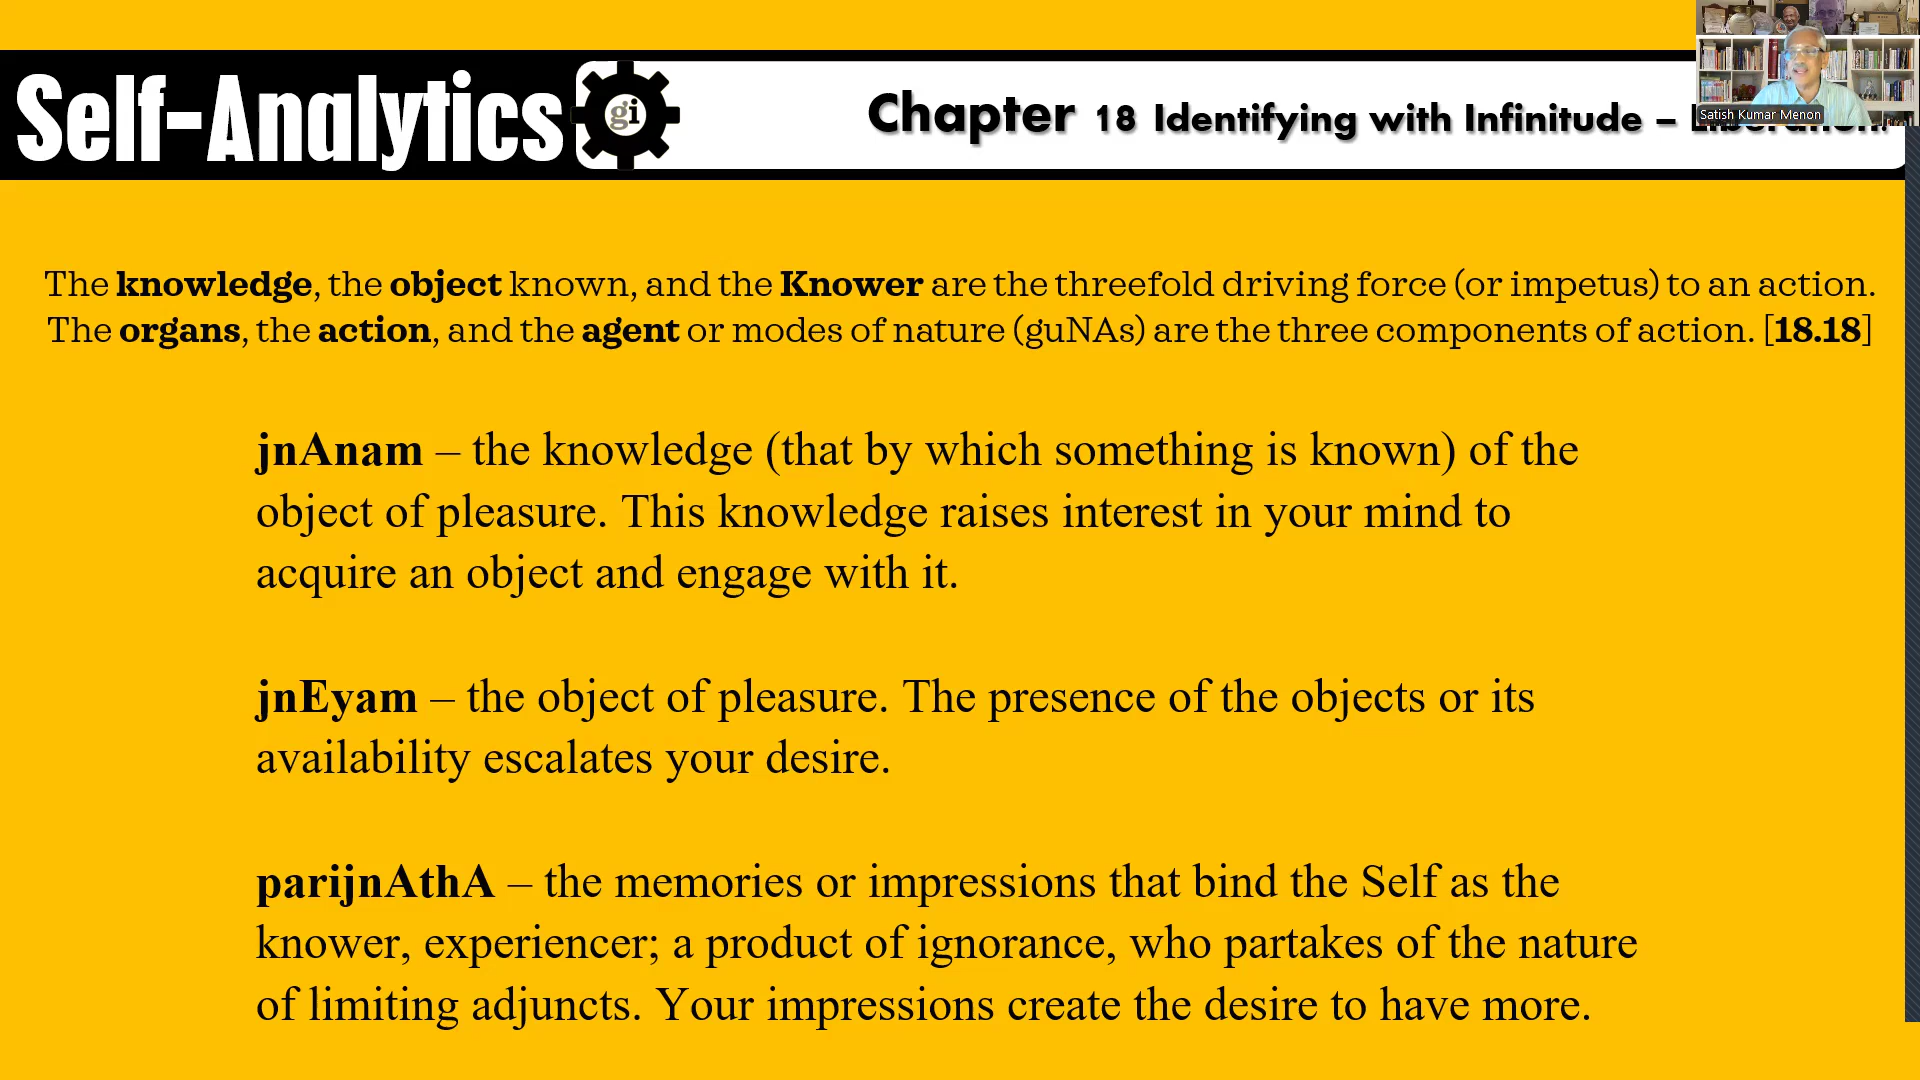 Self-Analytics
gi
Chapter 18 Identifying with Infinitude –
Satish Kumar Menon
The knowledge, the object known, and the Knower are the threefold driving force (or impetus) to an action.
The organs, the action, and the agent or modes of nature (guNAs) are the three components of action. [18.18]
jnAnam – the knowledge (that by which something is known) of the
object of pleasure. This knowledge raises interest in your mind to
acquire an object and engage with it.
jnEyam – the object of pleasure. The presence of the objects or its
availability escalates your desire.
parijnAthA – the memories or impressions that bind the Self as the
knower, experiencer; a product of ignorance, who partakes of the nature
of limiting adjuncts. Your impressions create the desire to have more.